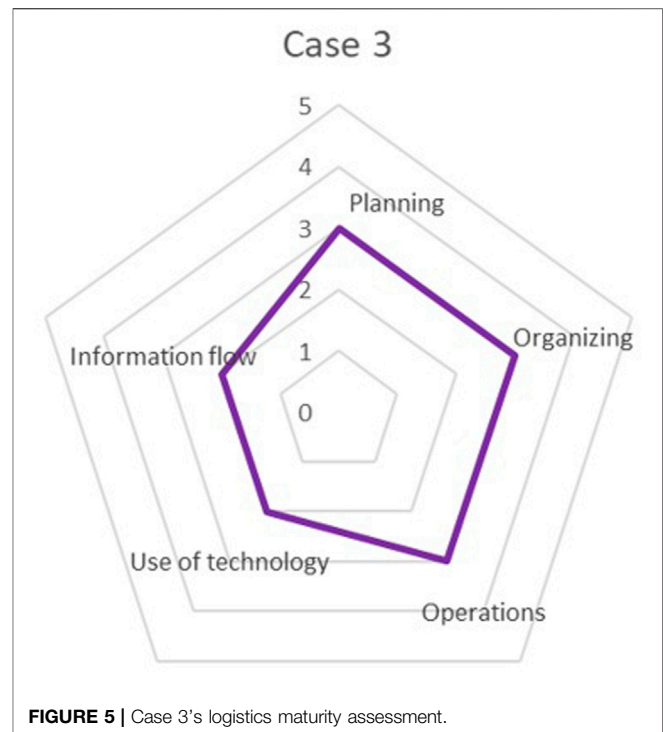 Case 3
5
4
Planning
3
2
Organizing
1
Information flow
0
Use of technology
Operations
FIGURE 5 | Case 3's logistics maturity assessment.